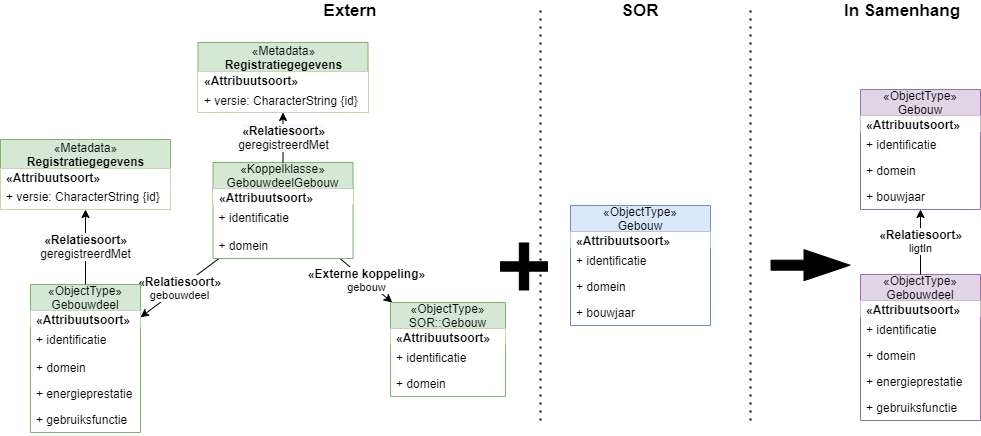 Extern
SOR
In Samenhang
«Metadata»
Registratiegegevens
«Attribuutsoort»
+ versie: CharacterString {id}
«Relatiesoort»
geregistreerdMet
«Metadata»
Registratiegegevens
«Attribuutsoort»
+ versie: CharacterString {id}
«Relatiesoort»
geregistreerdMet
«Koppelklasse»
GebouwdeelGebouw
«Attribuutsoort»
+ identificatie
+ domein
«Relatiesoort»
gebouwdeel
«Externe koppeling»
gebouw
«ObjectType»
Gebouwdeel
«Attribuutsoort»
+ identificatie
+ domein
+ energieprestatie
+ gebruiksfunctie
«ObjectType»
SOR::Gebouw
«Attribuutsoort»
+ identificatie
+ domein
«ObjectType»
Gebouw
«Attribuutsoort»
+ identificatie
+ domein
+ bouwjaar
«ObjectType»
Gebouw
«Attribuutsoort»
+ identificatie
+ domein
+ bouwjaar
«Relatiesoort»
ligtIn
«ObjectType»
Gebouwdeel
«Attribuutsoort»
+ identificatie
+ domein
+ energieprestatie
+ gebruiksfunctie